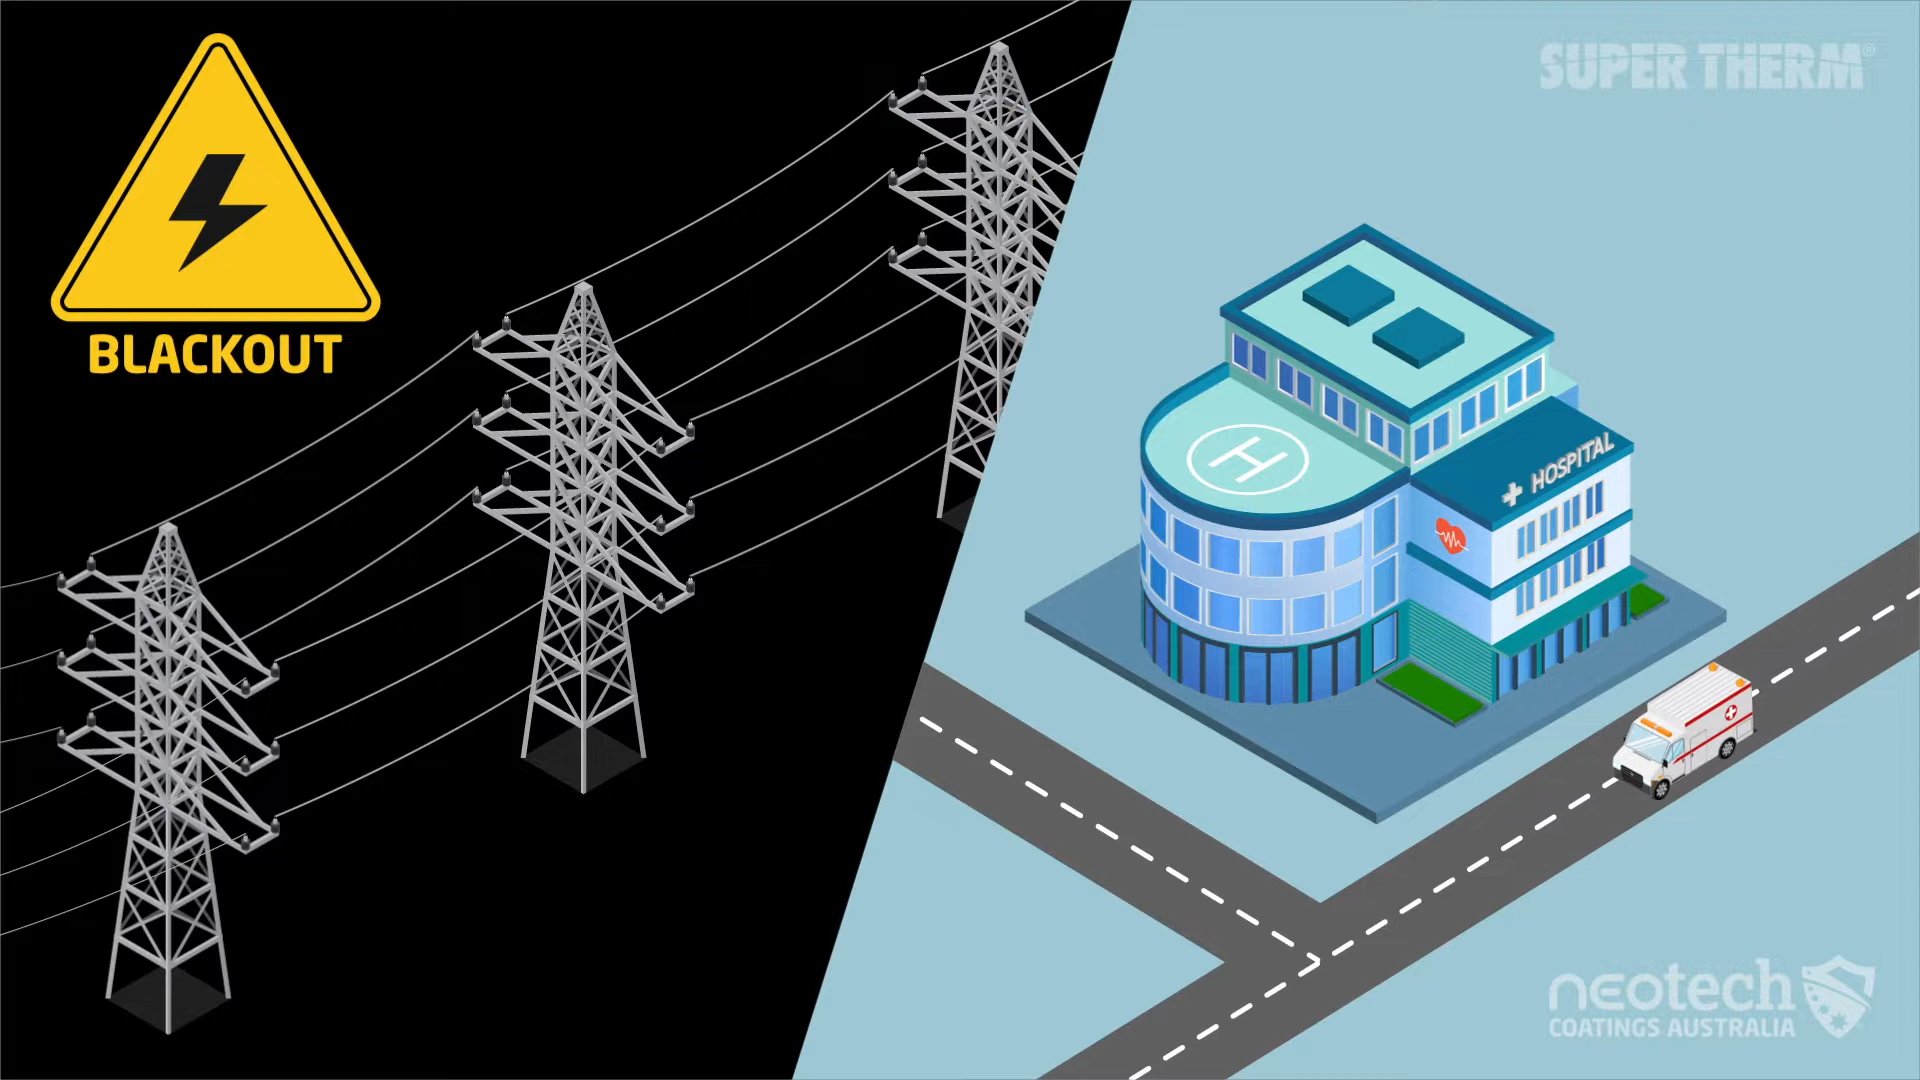 BLACKOUT
SUPER THERM®
H
HOSPITAL
neotech
COATINGS AUSTRALIA